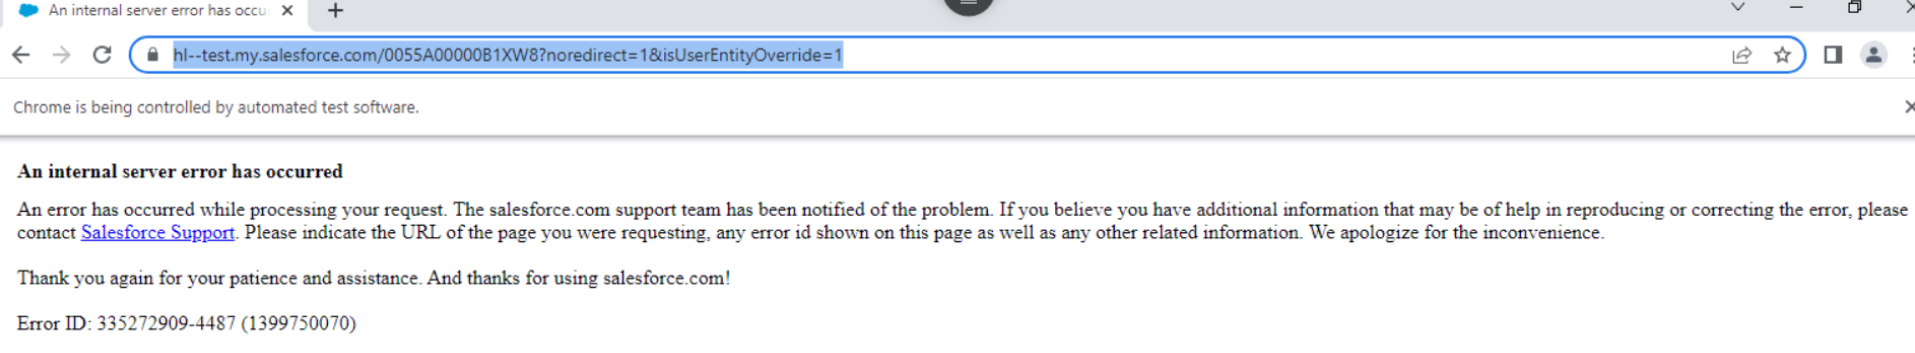 An internal server error has occu
hl--test.my.salesforce.com/0055A00000B1XW8?noredirect=1&isUserEntityOverride=1
Chrome is being controlled by automated test software.
An internal server error has occurred
An error has occurred while processing your request. The salesforce.com support team has been notified of the problem. If you believe you have additional information that may be of help in reproducing or correcting the error, please
contact Salesforce Support. Please indicate the URL of the page you were requesting, any error id shown on this page as well as any other related information. We apologize for the inconvenience.
Thank you again for your patience and assistance. And thanks for using salesforce.com!
Error ID: 335272909-4487 (1399750070)